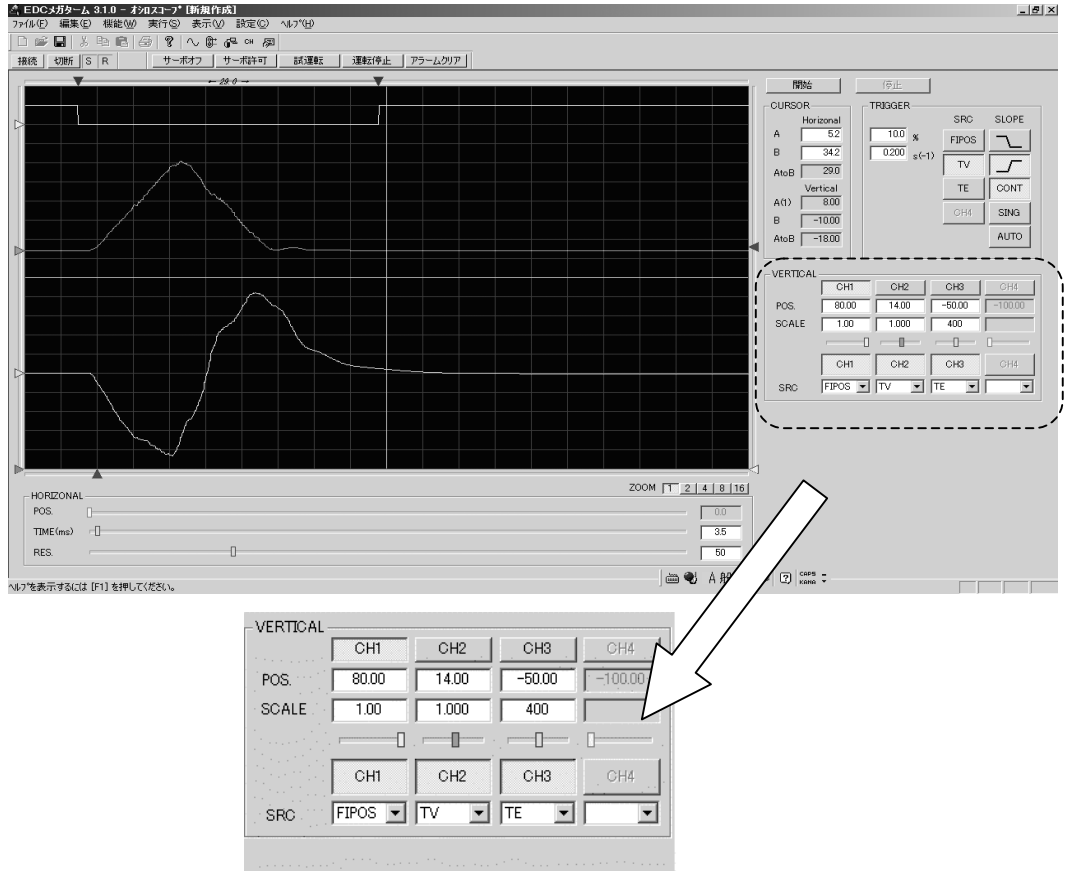 EDCメガターム 3.1.0 - オシロスコープ* [新規作成]
ファイル(F) 編集(E) 機能(W) 実行(S) 表示(V) 設定(C) ヘルプ(H)
CH
接続 切断 S R サーボオフ サーボ許可 試運転 運転停止 アラームクリア
← 29.0 →
開始 停止
CURSOR TRIGGER
Horizonal SRC SLOPE
A 5.2 10.0 % FIPOS
B 34.2 0.200 s(-1) TV
AtoB 29.0
Vertical TE CONT
A(1) 8.00 CH4 SING
B -10.00
AtoB -18.00 AUTO
VERTICAL
CH1 CH2 CH3 CH4
POS. 80.00 14.00 -50.00 -100.00
SCALE 1.00 1.000 400
CH1 CH2 CH3 CH4
SRC FIPOS TV TE
ZOOM 1 2 4 8 16
HORIZONAL
POS. 0.0
TIME(ms) 3.5
RES. 50
A 般 CAPS
KANA
ヘルプを表示するには [F1] を押してください。
VERTICAL
CH1 CH2 CH3 CH4
POS. 80.00 14.00 -50.00 -100.00
SCALE 1.00 1.000 400
CH1 CH2 CH3 CH4
SRC FIPOS TV TE